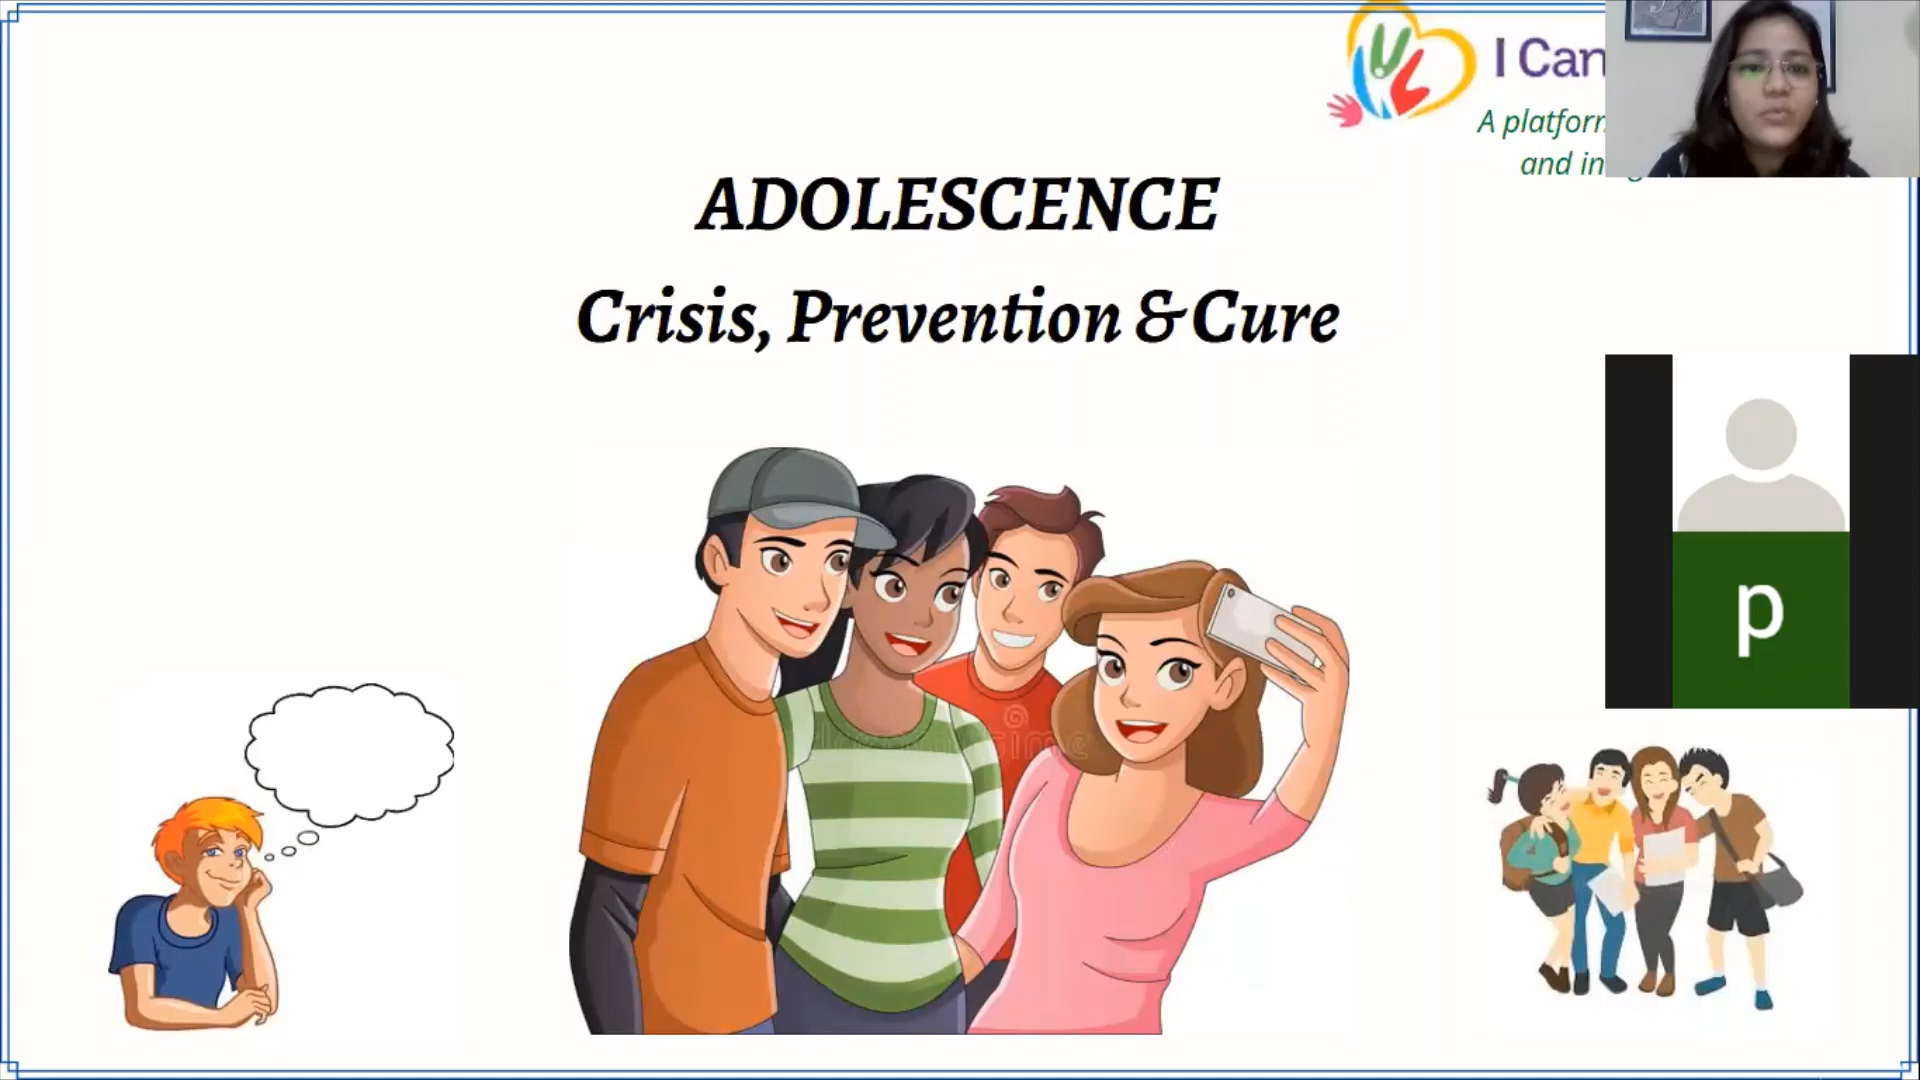 I Can
A platform
and in
ADOLESCENCE
Crisis, Prevention & Cure
p